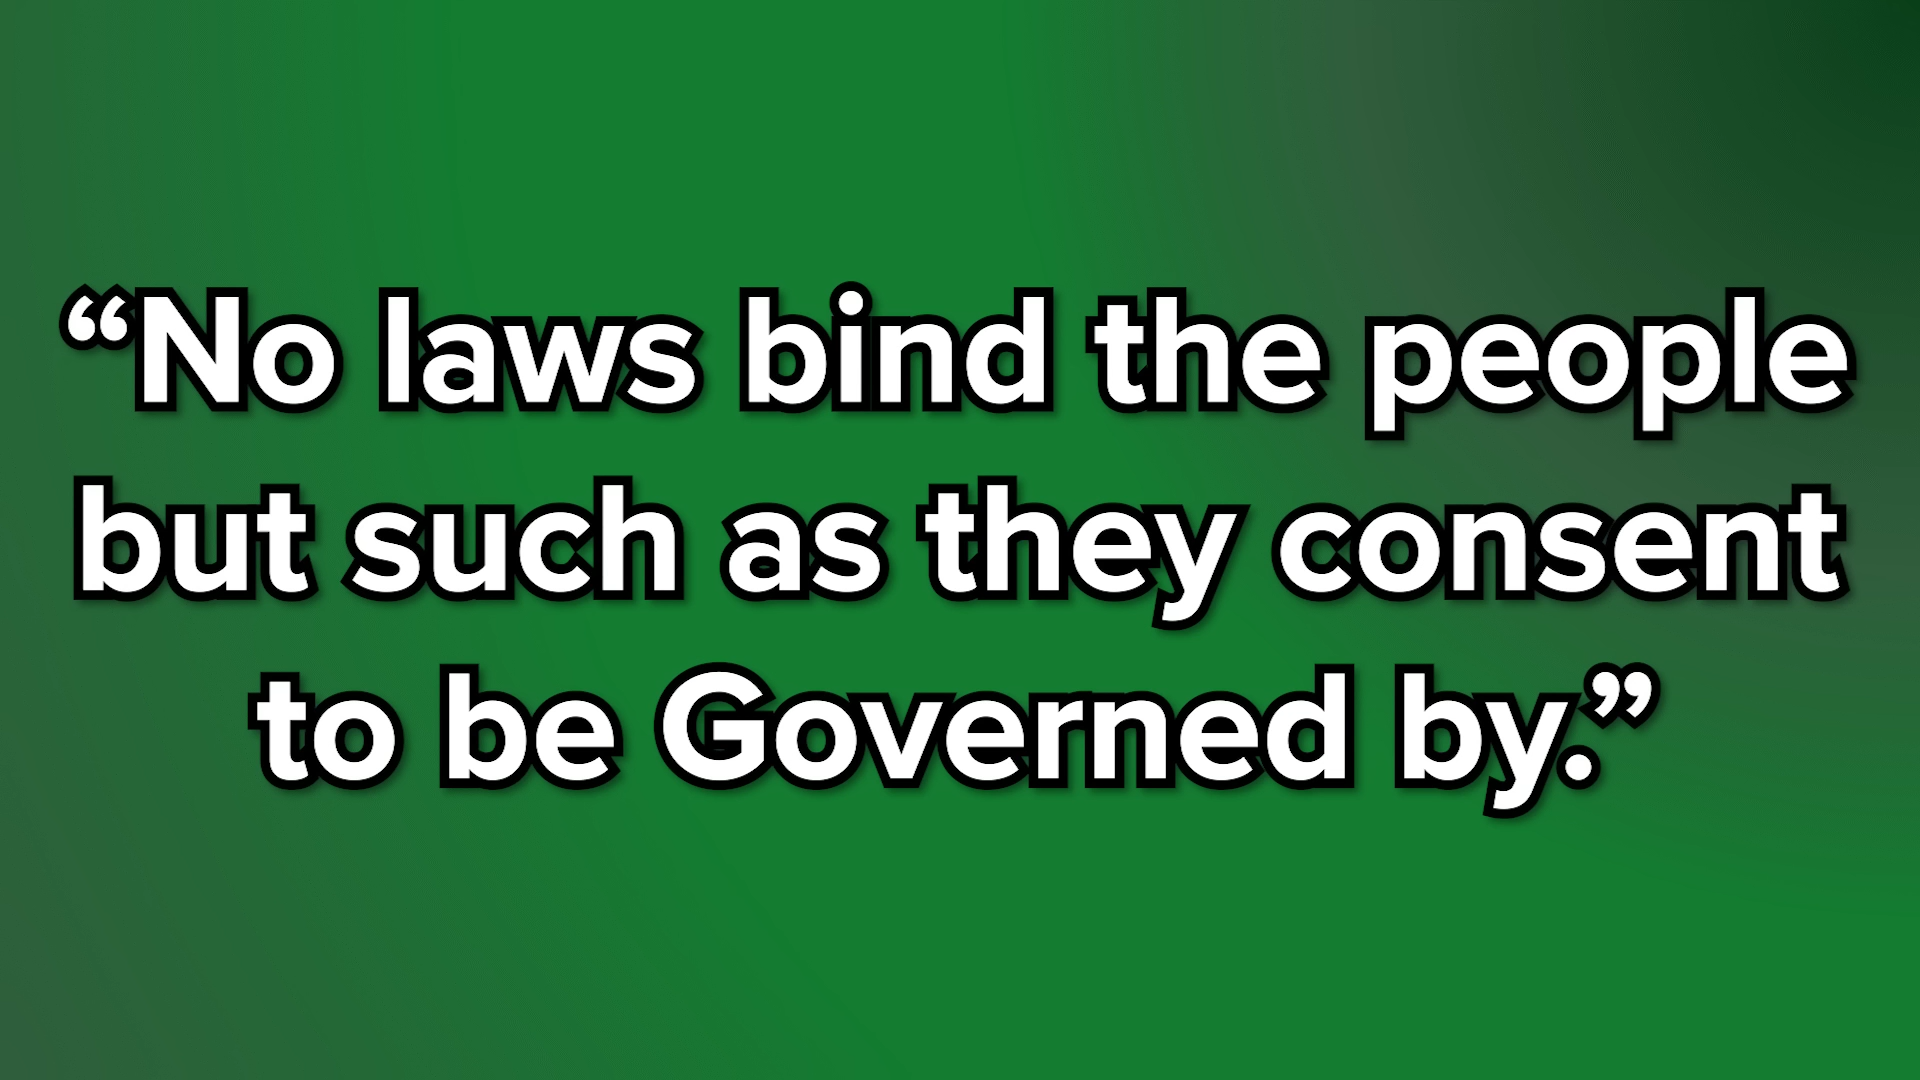 “No laws bind the people
but such as they consent
to be Governed by.”